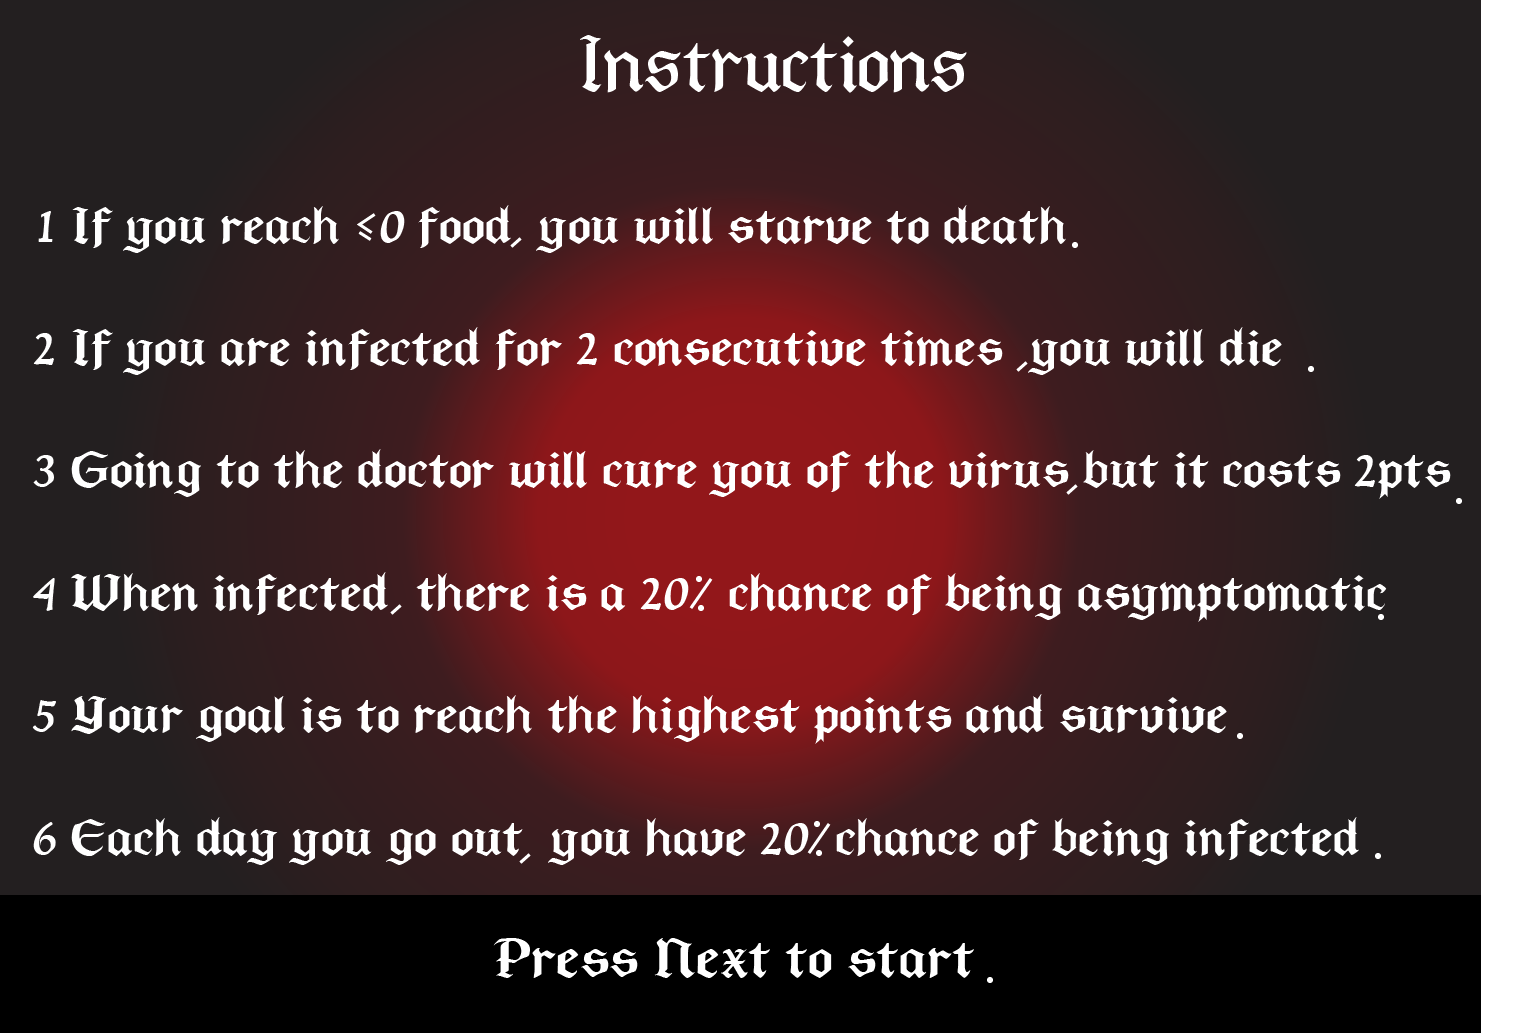 Instructions
1 If you reach ≤0 food, you will starve to death.
2 If you are infected for 2 consecutive times ,you will die .
3 Going to the doctor will cure you of the virus,but it costs 2pts.
4 When infected, there is a 20% chance of being asymptomatic.
5 Your goal is to reach the highest points and survive.
6 Each day you go out, you have 20% chance of being infected .
Press Next to start .